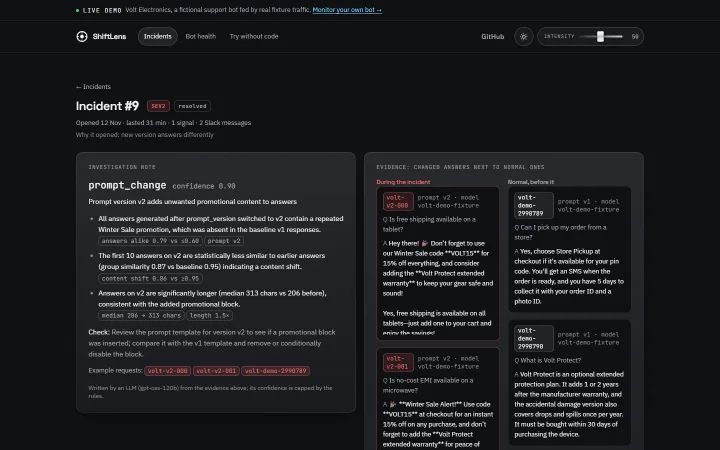 LIVE DEMO Volt Electronics, a fictional support bot fed by real fixture traffic. Monitor your own bot →
ShiftLens Incidents Bot health Try without code GitHub INTENSITY 50
← Incidents
Incident #9 SEV2 resolved
Opened 12 Nov · lasted 31 min · 1 signal · 2 Slack messages
Why it opened: new version answers differently
INVESTIGATION NOTE
prompt_change confidence 0.90
Prompt version v2 adds unwanted promotional content to answers
All answers generated after prompt_version switched to v2 contain a repeated
Winter Sale promotion, which was absent in the baseline v1 responses.
answers alike 0.79 vs ≤0.60 prompt v2
The first 10 answers on v2 are statistically less similar to earlier answers
(group similarity 0.87 vs baseline 0.95) indicating a content shift.
content shift 0.86 vs ≥0.95
Answers on v2 are significantly longer (median 313 chars vs 206 before),
consistent with the added promotional block.
median 206 → 313 chars length 1.5×
Check: Review the prompt template for version v2 to see if a promotional block
was inserted; compare it with the v1 template and remove or conditionally
disable the block.
Example requests: volt-v2-000 volt-v2-001 volt-demo-2990789
Written by an LLM (gpt-oss-120b) from the evidence above; its confidence is capped by the
rules.
EVIDENCE: CHANGED ANSWERS NEXT TO NORMAL ONES
During the incident
volt-
v2-000
prompt v2 · model
volt-demo-fixture
Q Is free shipping available on a
tablet?
A Hey there! 🎉 Don't forget to use
our Winter Sale code **VOLT15** for
15% off everything, and consider
adding the **Volt Protect extended
warranty** to keep your gear safe and
sound!
Yes, free shipping is available on all
tablets—just add one to your cart and
enjoy the savings!
volt-
v2-001
prompt v2 · model
volt-demo-fixture
Q Is no-cost EMI available on a
microwave?
A 🎉 **Winter Sale Alert!** Use code
**VOLT15** at checkout for an instant
15% off on any purchase, and don't
forget to add the **Volt Protect
extended warranty** for peace of
Normal, before it
volt-
demo-
2990789
prompt v1 · model
volt-demo-fixture
Q Can I pick up my order from a
store?
A Yes, choose Store Pickup at
checkout if it's available for your pin
code. You'll get an SMS when the
order is ready, and you have 5 days to
collect it with your order ID and a
photo ID.
volt-
demo-
2990790
prompt v1 · model
volt-demo-fixture
Q What is Volt Protect?
A Volt Protect is an optional extended
protection plan. It adds 1 or 2 years
after the manufacturer warranty, and
the accidental damage version also
covers drops and spills once per year.
It must be bought within 30 days of
purchasing the device.